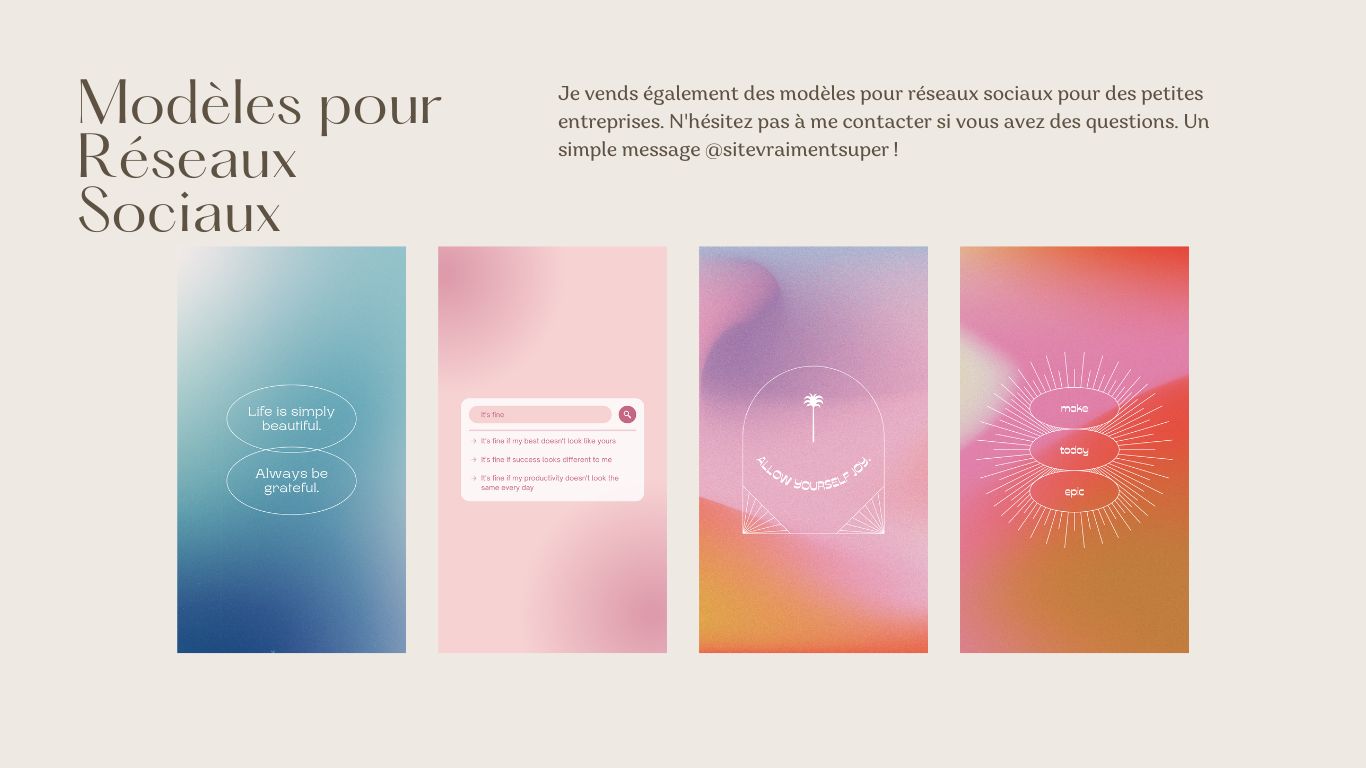 Modèles pour
Réseaux
Sociaux
Je vends également des modèles pour réseaux sociaux pour des petites
entreprises. N'hésitez pas à me contacter si vous avez des questions. Un
simple message @sitevraimentsuper !
Life is simply
beautiful.
Always be
grateful.
It's fine
→ It's fine if my best doesn't look like yours
→ It's fine if success looks different to me
→ It's fine if my productivity doesn't look the
same every day
ALLOW YOURSELF JOY.
make
today
epic